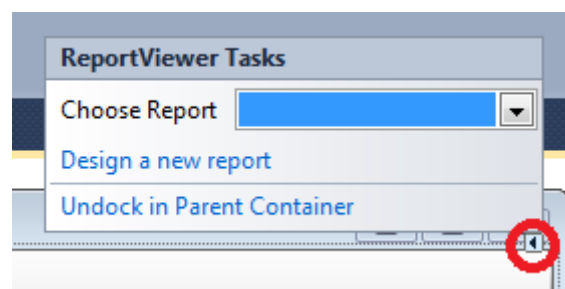 ReportViewer Tasks
Choose Report
Design a new report
Undock in Parent Container